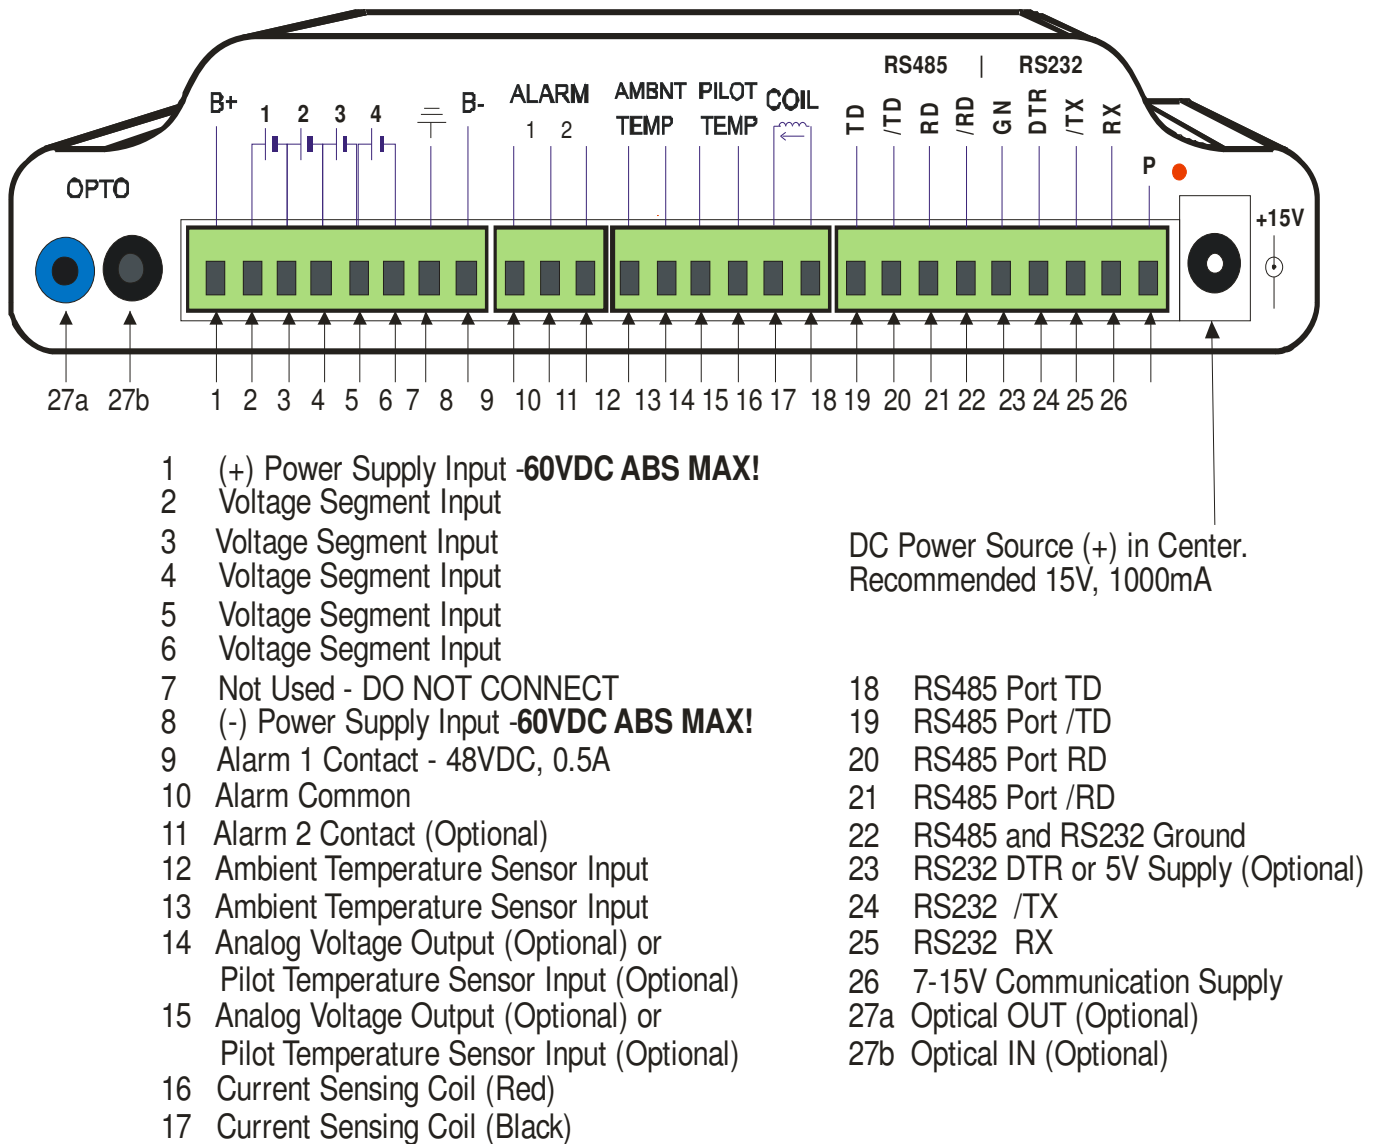 RS485 | RS232
B+ 1 2 3 4 B- ALARM AMBNT PILOT COIL TD /TD RD /RD GN DTR /TX RX
1 2 TEMP TEMP
P
OPTO
+15V
27a 27b 1 2 3 4 5 6 7 8 9 10 11 12 13 14 15 16 17 18 19 20 21 22 23 24 25 26
1 (+) Power Supply Input -60VDC ABS MAX!
2 Voltage Segment Input
3 Voltage Segment Input
4 Voltage Segment Input
5 Voltage Segment Input
6 Voltage Segment Input
7 Not Used - DO NOT CONNECT
8 (-) Power Supply Input -60VDC ABS MAX!
9 Alarm 1 Contact - 48VDC, 0.5A
10 Alarm Common
11 Alarm 2 Contact (Optional)
12 Ambient Temperature Sensor Input
13 Ambient Temperature Sensor Input
14 Analog Voltage Output (Optional) or
Pilot Temperature Sensor Input (Optional)
15 Analog Voltage Output (Optional) or
Pilot Temperature Sensor Input (Optional)
16 Current Sensing Coil (Red)
17 Current Sensing Coil (Black)
DC Power Source (+) in Center.
Recommended 15V, 1000mA
18 RS485 Port TD
19 RS485 Port /TD
20 RS485 Port RD
21 RS485 Port /RD
22 RS485 and RS232 Ground
23 RS232 DTR or 5V Supply (Optional)
24 RS232 /TX
25 RS232 RX
26 7-15V Communication Supply
27a Optical OUT (Optional)
27b Optical IN (Optional)